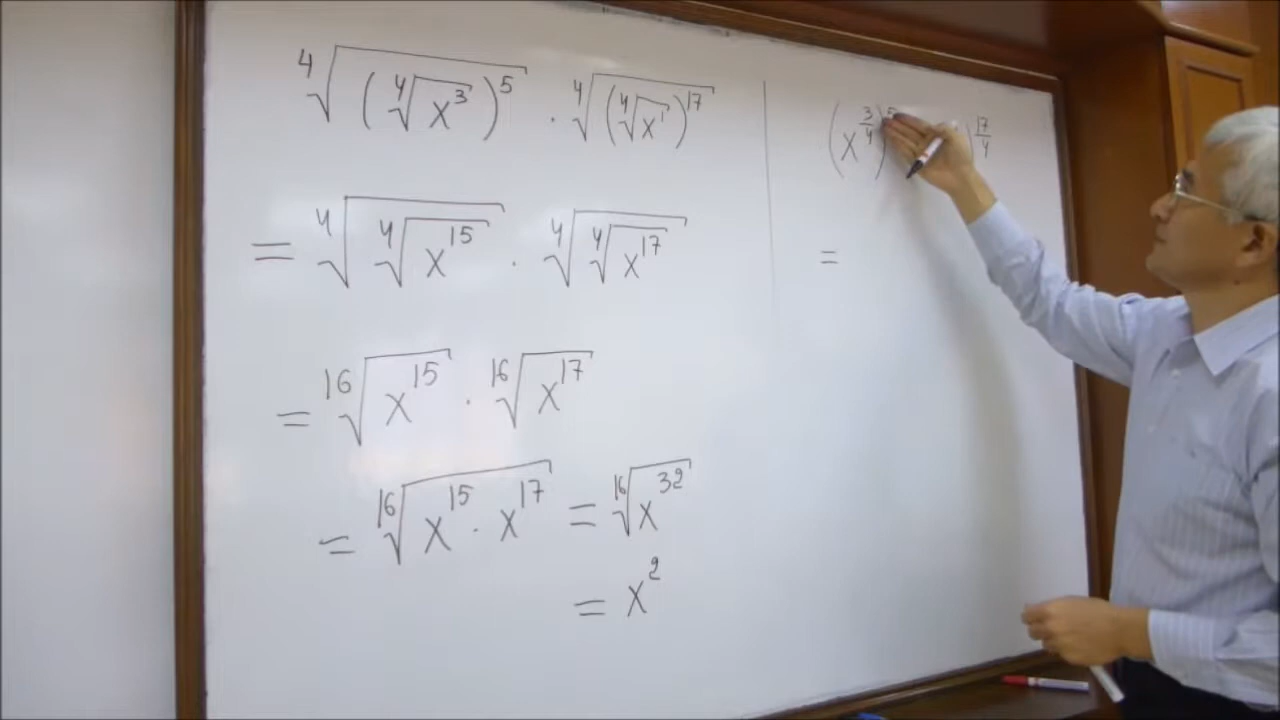 ⁴√(⁴√x³)⁵ · ⁴√(⁴√x¹)¹⁷
= ⁴√⁴√x¹⁵ · ⁴√⁴√x¹⁷
= ¹⁶√x¹⁵ · ¹⁶√x¹⁷
= ¹⁶√x¹⁵ · x¹⁷ = ¹⁶√x³²
= x²
(x^(3/4)) )^(17/4)
=